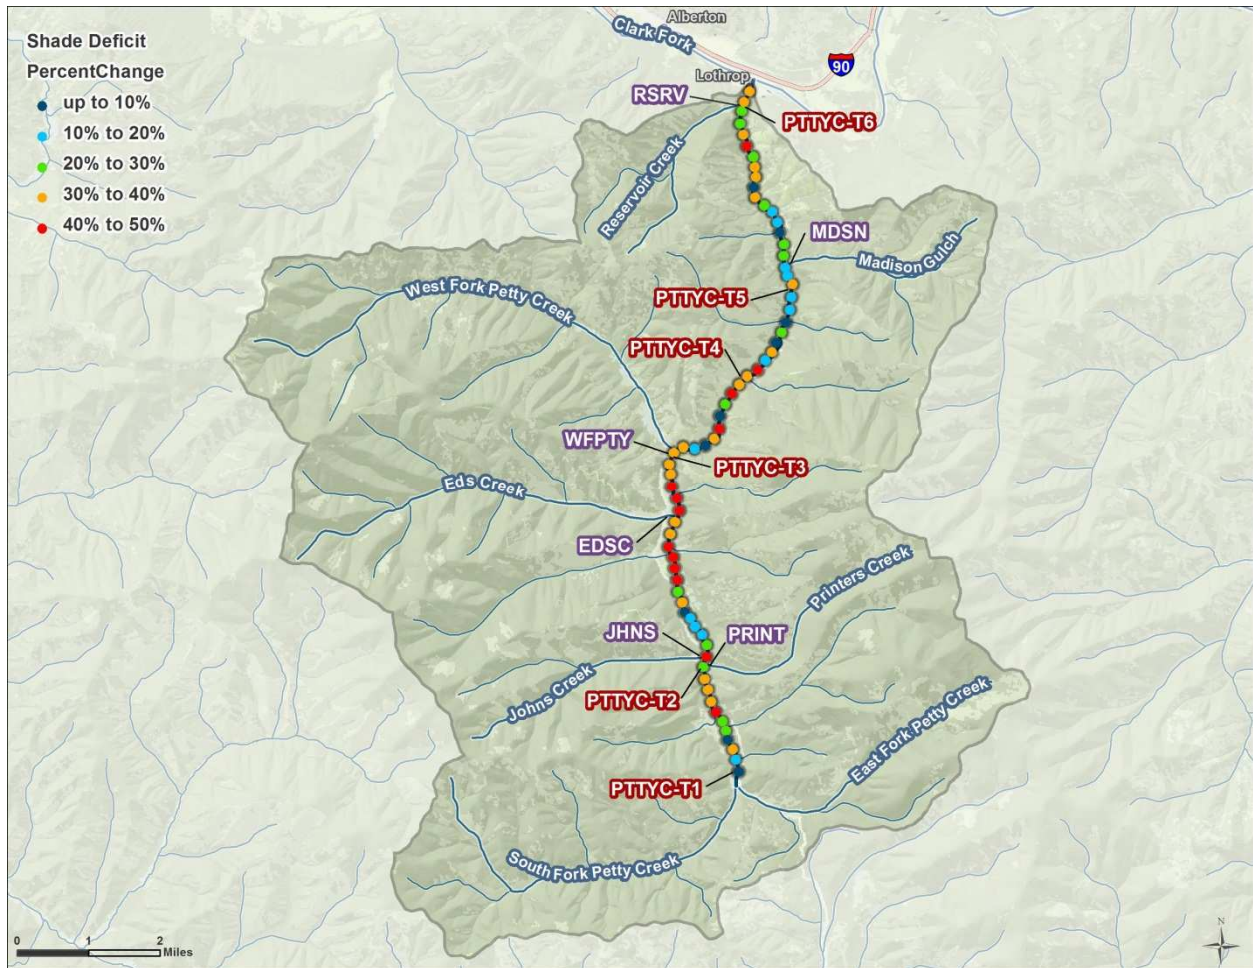 Alberton
Clark Fork
Shade Deficit
PercentChange
up to 10%
10% to 20%
20% to 30%
30% to 40%
40% to 50%
90
Lothrop
RSRV
PTTYC-T6
Reservoir Creek
MDSN
Madison Gulch
West Fork Petty Creek
PTTYC-T5
PTTYC-T4
WFPTY
PTTYC-T3
Eds Creek
EDSC
Printers Creek
JHNS
PRINT
Johns Creek
PTTYC-T2
East Fork Petty Creek
PTTYC-T1
South Fork Petty Creek
0 1 2
Miles
N